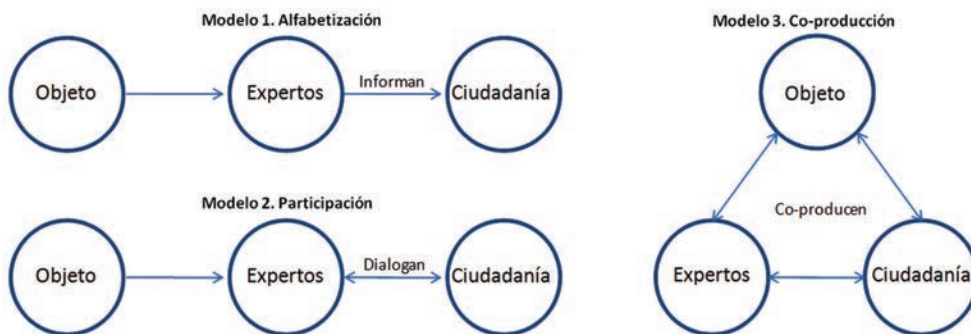 Modelo 1. Alfabetización
Objeto
Expertos
Informan
Ciudadanía
Modelo 2. Participación
Objeto
Expertos
Dialogan
Ciudadanía
Modelo 3. Co-producción
Objeto
Co-producen
Expertos
Ciudadanía